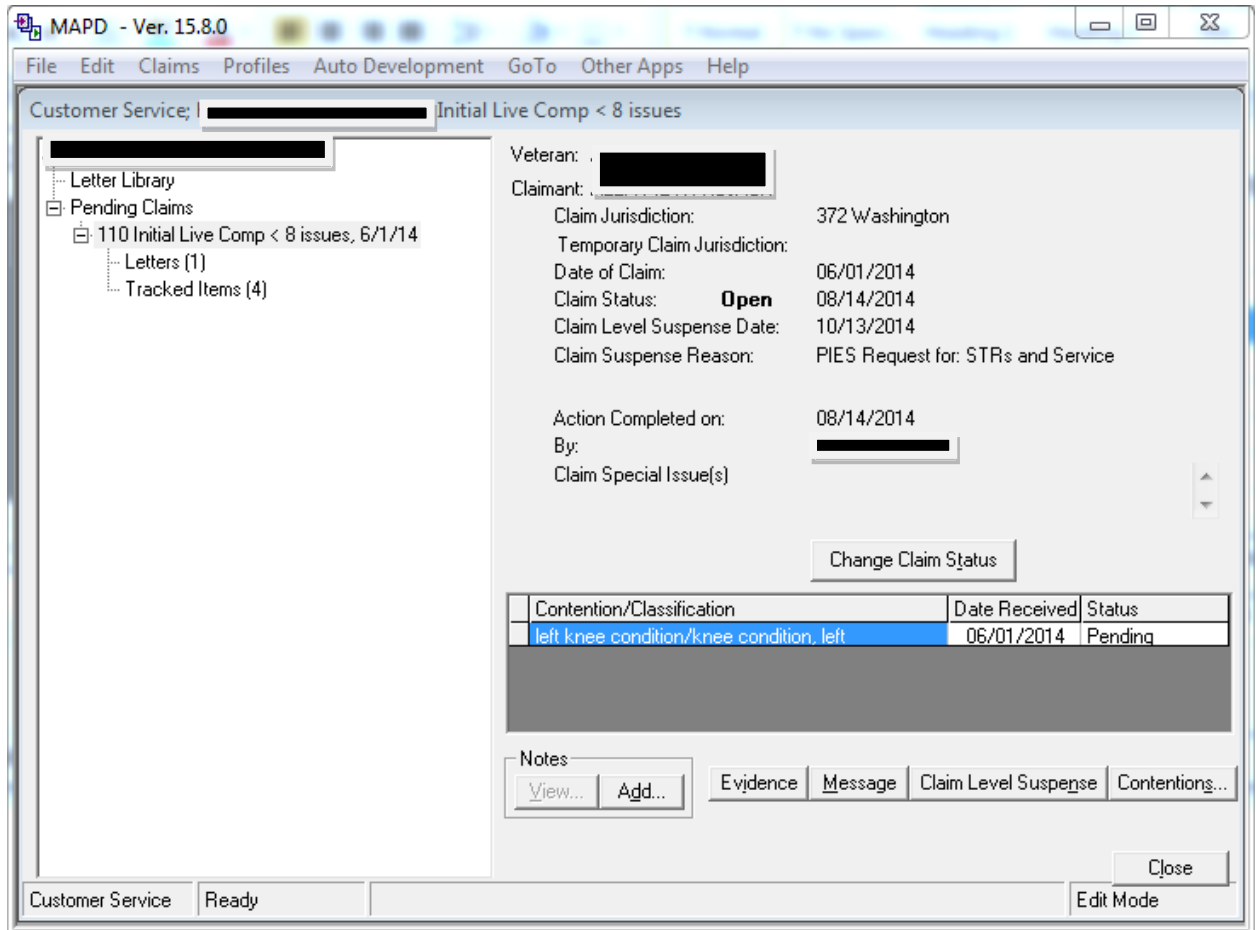 MAPD - Ver. 15.8.0
File Edit Claims Profiles Auto Development GoTo Other Apps Help
Customer Service; Initial Live Comp < 8 issues
Letter Library
Pending Claims
110 Initial Live Comp < 8 issues, 6/1/14
Letters (1)
Tracked Items (4)
Veteran:
Claimant:
Claim Jurisdiction: 372 Washington
Temporary Claim Jurisdiction:
Date of Claim: 06/01/2014
Claim Status: Open 08/14/2014
Claim Level Suspense Date: 10/13/2014
Claim Suspense Reason: PIES Request for: STRs and Service
Action Completed on: 08/14/2014
By:
Claim Special Issue(s)
Change Claim Status
Contention/Classification Date Received Status
left knee condition/knee condition, left 06/01/2014 Pending
Notes
View... Add... Evidence Message Claim Level Suspense Contentions...
Close
Customer Service Ready Edit Mode